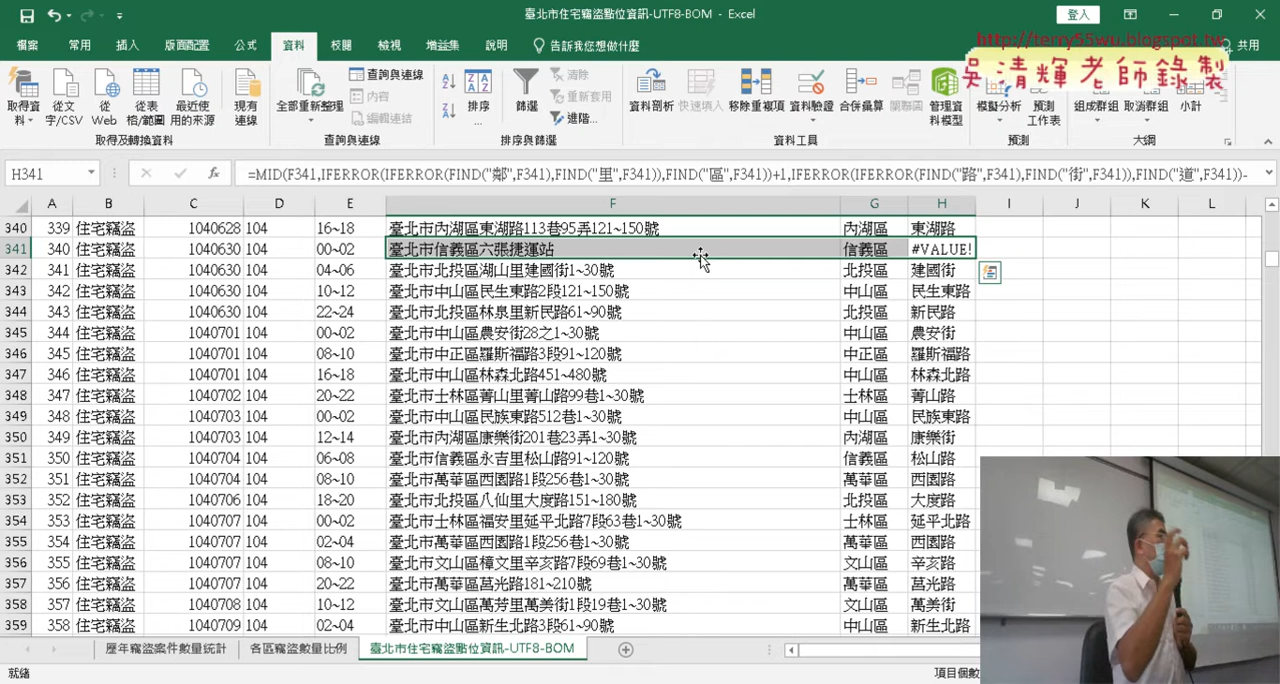 臺北市住宅竊盜點位資訊-UTF8-BOM - Excel
登入
檔案 常用 插入 版面配置 公式 資料 校閱 檢視 增益集 說明 告訴我您想做什麼 共用
http://terry55wu.blogspot.tw
吳清輝老師錄製
取得資料 從文字/CSV 從 Web 從表格/範圍 最近使用的來源 現有連線
全部重新整理 查詢與連線 內容 編輯連結
排序 篩選 清除 重新套用 進階...
資料剖析 快速填入 移除重複項 資料驗證 合併彙算 關聯圖 管理資料模型
模擬分析 預測工作表 組成群組 取消群組 小計
取得及轉換資料 查詢與連線 排序與篩選 資料工具 預測 大綱
H341 fx =MID(F341,IFERROR(IFERROR(FIND("鄰",F341),FIND("里",F341)),FIND("區",F341))+1,IFERROR(IFERROR(FIND("路",F341),FIND("街",F341)),FIND("道",F341))-
A B C D E F G H I J K L
340 339 住宅竊盜 1040628 104 16~18 臺北市內湖區東湖路113巷95弄121~150號 內湖區 東湖路
341 340 住宅竊盜 1040630 104 00~02 臺北市信義區六張捷運站 信義區 #VALUE!
342 341 住宅竊盜 1040630 104 04~06 臺北市北投區湖山里建國街1~30號 北投區 建國街
343 342 住宅竊盜 1040630 104 10~12 臺北市中山區民生東路2段121~150號 中山區 民生東路
344 343 住宅竊盜 1040630 104 22~24 臺北市北投區林泉里新民路61~90號 北投區 新民路
345 344 住宅竊盜 1040701 104 00~02 臺北市中山區農安街28之1~30號 中山區 農安街
346 345 住宅竊盜 1040701 104 08~10 臺北市中正區羅斯福路3段91~120號 中正區 羅斯福路
347 346 住宅竊盜 1040701 104 16~18 臺北市中山區林森北路451~480號 中山區 林森北路
348 347 住宅竊盜 1040702 104 20~22 臺北市士林區菁山里菁山路99巷1~30號 士林區 菁山路
349 348 住宅竊盜 1040703 104 00~02 臺北市中山區民族東路512巷1~30號 中山區 民族東路
350 349 住宅竊盜 1040703 104 12~14 臺北市內湖區康樂街201巷23弄1~30號 內湖區 康樂街
351 350 住宅竊盜 1040704 104 06~08 臺北市信義區永吉里松山路91~120號 信義區 松山路
352 351 住宅竊盜 1040704 104 08~10 臺北市萬華區西園路1段256巷1~30號 萬華區 西園路
353 352 住宅竊盜 1040706 104 18~20 臺北市北投區八仙里大度路151~180號 北投區 大度路
354 353 住宅竊盜 1040707 104 00~02 臺北市士林區福安里延平北路7段63巷1~30號 士林區 延平北路
355 354 住宅竊盜 1040707 104 02~04 臺北市萬華區西園路1段256巷1~30號 萬華區 西園路
356 355 住宅竊盜 1040707 104 08~10 臺北市文山區樟文里辛亥路7段69巷1~30號 文山區 辛亥路
357 356 住宅竊盜 1040707 104 20~22 臺北市萬華區莒光路181~210號 萬華區 莒光路
358 357 住宅竊盜 1040708 104 10~12 臺北市文山區萬芳里萬美街1段19巷1~30號 文山區 萬美街
359 358 住宅竊盜 1040709 104 02~04 臺北市中山區新生北路3段61~90號 中山區 新生北路
歷年竊盜案件數量統計 各區竊盜數量比例 臺北市住宅竊盜點位資訊-UTF8-BOM
就緒 項目個數